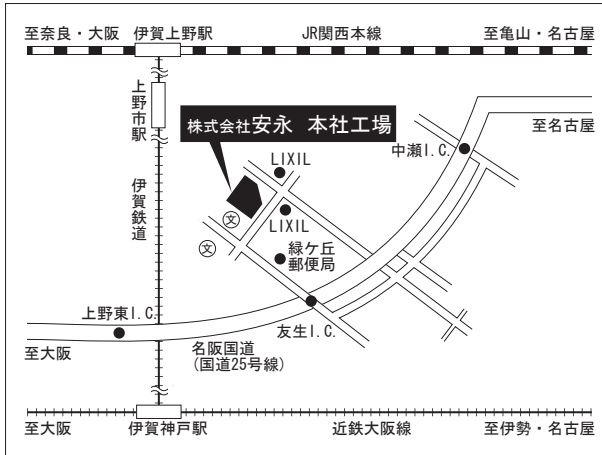 至奈良・大阪
伊賀上野駅
JR関西本線
至亀山・名古屋
上野市駅
株式会社安永 本社工場
至名古屋
中瀬I.C.
LIXIL
伊賀鉄道
文
LIXIL
文
緑ケ丘
郵便局
上野東I.C.
友生I.C.
至大阪
名阪国道
(国道25号線)
至大阪
伊賀神戸駅
近鉄大阪線
至伊勢・名古屋